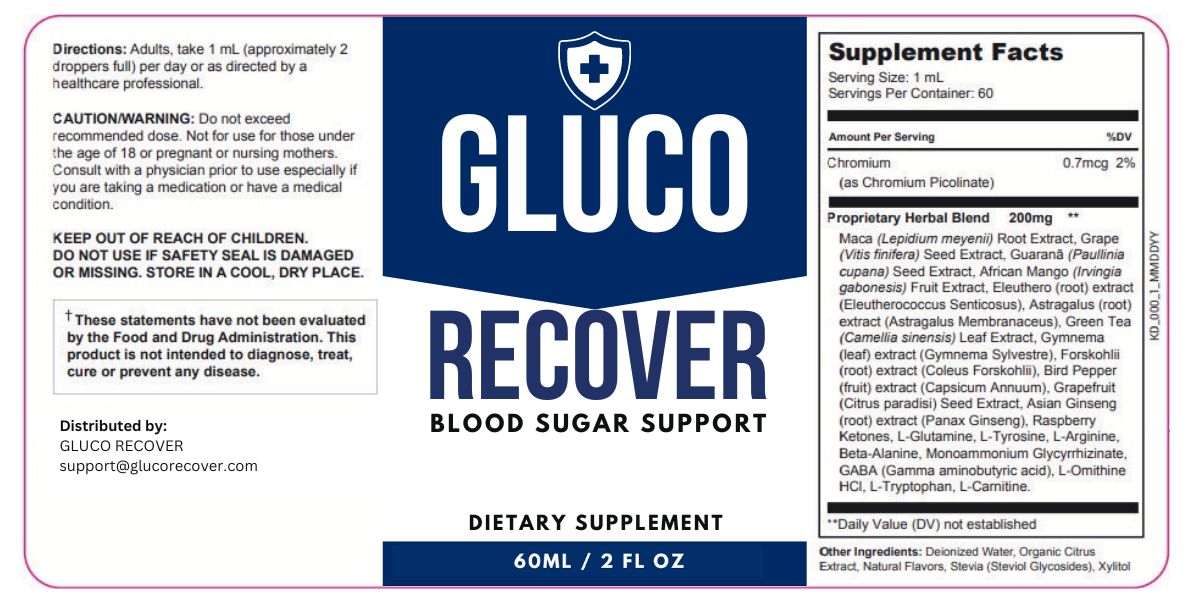 Directions: Adults, take 1 mL (approximately 2
droppers full) per day or as directed by a
healthcare professional.
CAUTION/WARNING: Do not exceed
recommended dose. Not for use for those under
the age of 18 or pregnant or nursing mothers.
Consult with a physician prior to use especially if
you are taking a medication or have a medical
condition.
KEEP OUT OF REACH OF CHILDREN.
DO NOT USE IF SAFETY SEAL IS DAMAGED
OR MISSING. STORE IN A COOL, DRY PLACE.
†These statements have not been evaluated
by the Food and Drug Administration. This
product is not intended to diagnose, treat,
cure or prevent any disease.
Distributed by:
GLUCO RECOVER
support@glucorecover.com
GLUCO
RECOVER
BLOOD SUGAR SUPPORT
DIETARY SUPPLEMENT
60ML / 2 FL OZ
Supplement Facts
Serving Size: 1 mL
Servings Per Container: 60
Amount Per Serving %DV
Chromium 0.7mcg 2%
(as Chromium Picolinate)
Proprietary Herbal Blend 200mg **
Maca (Lepidium meyenii) Root Extract, Grape
(Vitis finifera) Seed Extract, Guaranã (Paullinia
cupana) Seed Extract, African Mango (Irvingia
gabonesis) Fruit Extract, Eleuthero (root) extract
(Eleutherococcus Senticosus), Astragalus (root)
extract (Astragalus Membranaceus), Green Tea
(Camellia sinensis) Leaf Extract, Gymnema
(leaf) extract (Gymnema Sylvestre), Forskohlii
(root) extract (Coleus Forskohlii), Bird Pepper
(fruit) extract (Capsicum Annuum), Grapefruit
(Citrus paradisi) Seed Extract, Asian Ginseng
(root) extract (Panax Ginseng), Raspberry
Ketones, L-Glutamine, L-Tyrosine, L-Arginine,
Beta-Alanine, Monoammonium Glycyrrhizinate,
GABA (Gamma aminobutyric acid), L-Omithine
HCl, L-Tryptophan, L-Carnitine.
**Daily Value (DV) not established
Other Ingredients: Deionized Water, Organic Citrus
Extract, Natural Flavors, Stevia (Steviol Glycosides), Xylitol
KD_000_1_MMDDYY